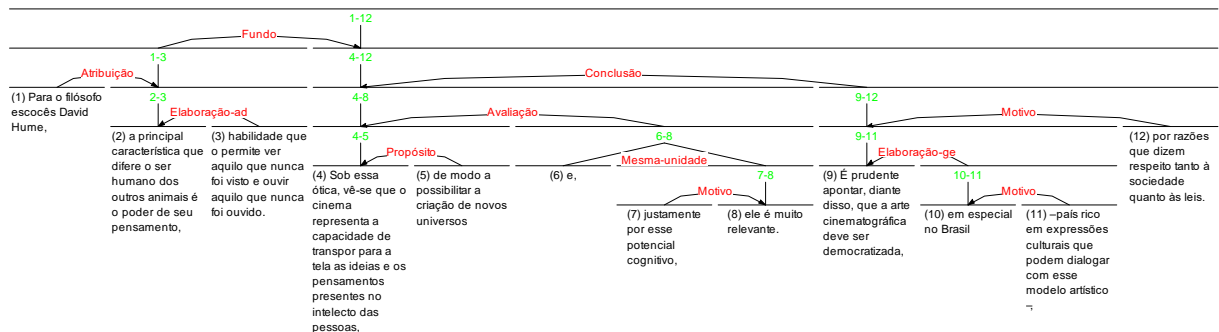 1-12
Fundo
1-3
4-12
Atribuição
Conclusão
(1) Para o filósofo
escocês David
Hume,
2-3
4-8
9-12
Elaboração-ad
Avaliação
Motivo
(2) a principal
característica que
difere o ser
humano dos
outros animais é
o poder de seu
pensamento,
(3) habilidade que
o permite ver
aquilo que nunca
foi visto e ouvir
aquilo que nunca
foi ouvido.
4-5
6-8
9-11
(12) por razões
que dizem
respeito tanto à
sociedade
quanto às leis.
Propósito
Mesma-unidade
Elaboração-ge
(4) Sob essa
ótica, vê-se que o
cinema
representa a
capacidade de
transpor para a
tela as ideias e os
pensamentos
presentes no
intelecto das
pessoas,
(5) de modo a
possibilitar a
criação de novos
universos
(6) e,
7-8
Motivo
(7) justamente
por esse
potencial
cognitivo,
(8) ele é muito
relevante.
(9) É prudente
apontar, diante
disso, que a arte
cinematográfica
deve ser
democratizada,
10-11
Motivo
(10) em especial
no Brasil
(11) –país rico
em expressões
culturais que
podem dialogar
com esse
modelo artístico
–,